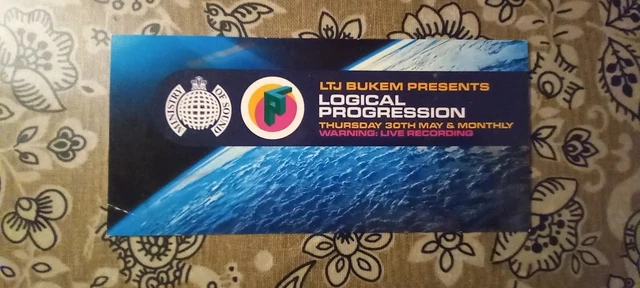 MINISTRY OF SOUND
LTJ BUKEM PRESENTS
LOGICAL
PROGRESSION
THURSDAY 30TH MAY & MONTHLY
WARNING: LIVE RECORDING